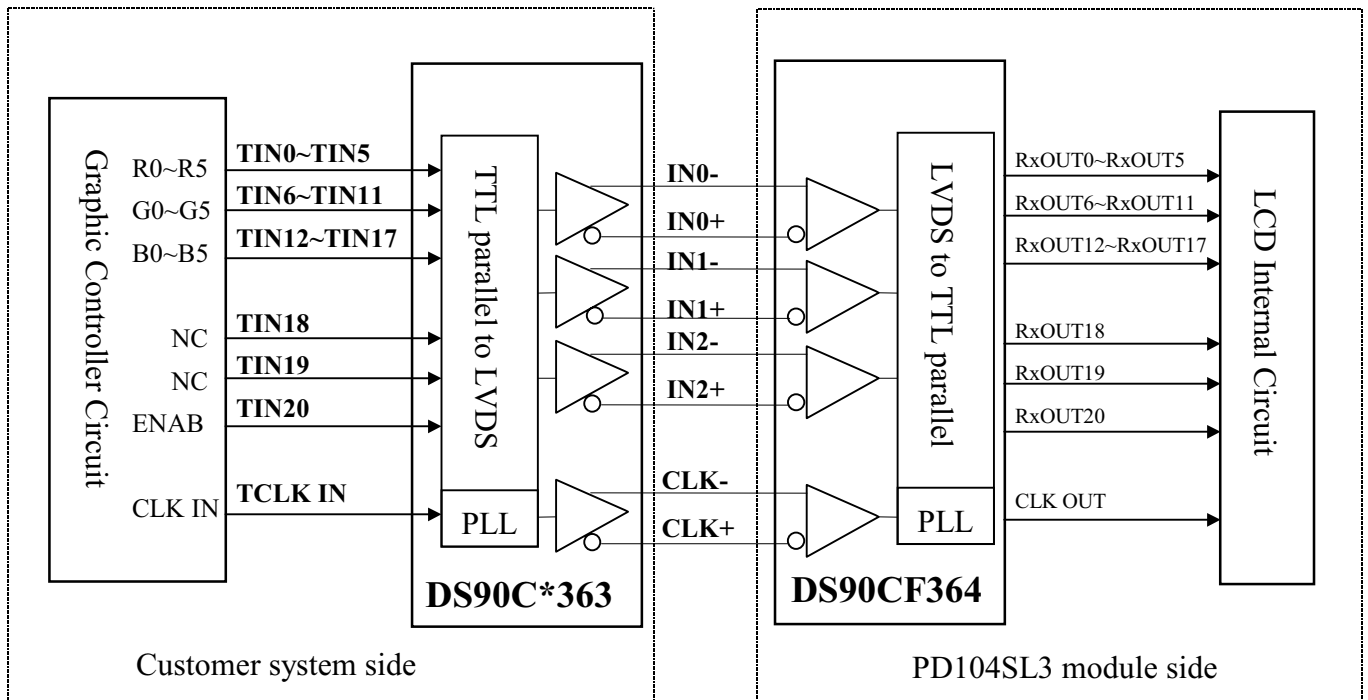 Graphic Controller Circuit
R0~R5
G0~G5
B0~B5
NC
NC
ENAB
CLK IN
TIN0~TIN5
TIN6~TIN11
TIN12~TIN17
TIN18
TIN19
TIN20
TCLK IN
TTL parallel to LVDS
PLL
DS90C*363
IN0-
IN0+
IN1-
IN1+
IN2-
IN2+
CLK-
CLK+
LVDS to TTL parallel
PLL
DS90CF364
RxOUT0~RxOUT5
RxOUT6~RxOUT11
RxOUT12~RxOUT17
RxOUT18
RxOUT19
RxOUT20
CLK OUT
LCD Internal Circuit
Customer system side
PD104SL3 module side